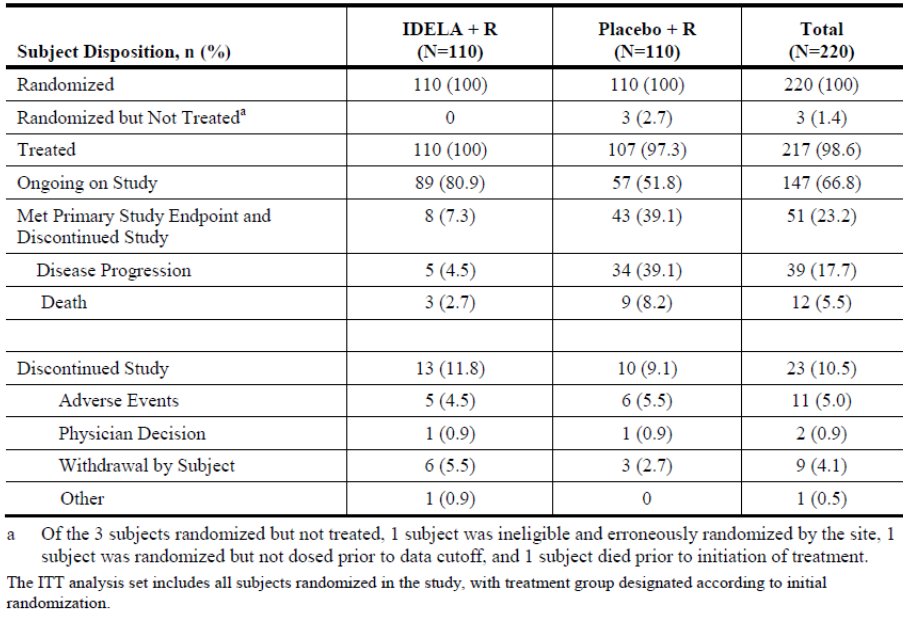 Subject Disposition, n (%) IDELA + R (N=110) Placebo + R (N=110) Total (N=220)
Randomized 110 (100) 110 (100) 220 (100)
Randomized but Not Treatedª 0 3 (2.7) 3 (1.4)
Treated 110 (100) 107 (97.3) 217 (98.6)
Ongoing on Study 89 (80.9) 57 (51.8) 147 (66.8)
Met Primary Study Endpoint and Discontinued Study 8 (7.3) 43 (39.1) 51 (23.2)
Disease Progression 5 (4.5) 34 (39.1) 39 (17.7)
Death 3 (2.7) 9 (8.2) 12 (5.5)
Discontinued Study 13 (11.8) 10 (9.1) 23 (10.5)
Adverse Events 5 (4.5) 6 (5.5) 11 (5.0)
Physician Decision 1 (0.9) 1 (0.9) 2 (0.9)
Withdrawal by Subject 6 (5.5) 3 (2.7) 9 (4.1)
Other 1 (0.9) 0 1 (0.5)
a Of the 3 subjects randomized but not treated, 1 subject was ineligible and erroneously randomized by the site, 1
subject was randomized but not dosed prior to data cutoff, and 1 subject died prior to initiation of treatment.
The ITT analysis set includes all subjects randomized in the study, with treatment group designated according to initial
randomization.